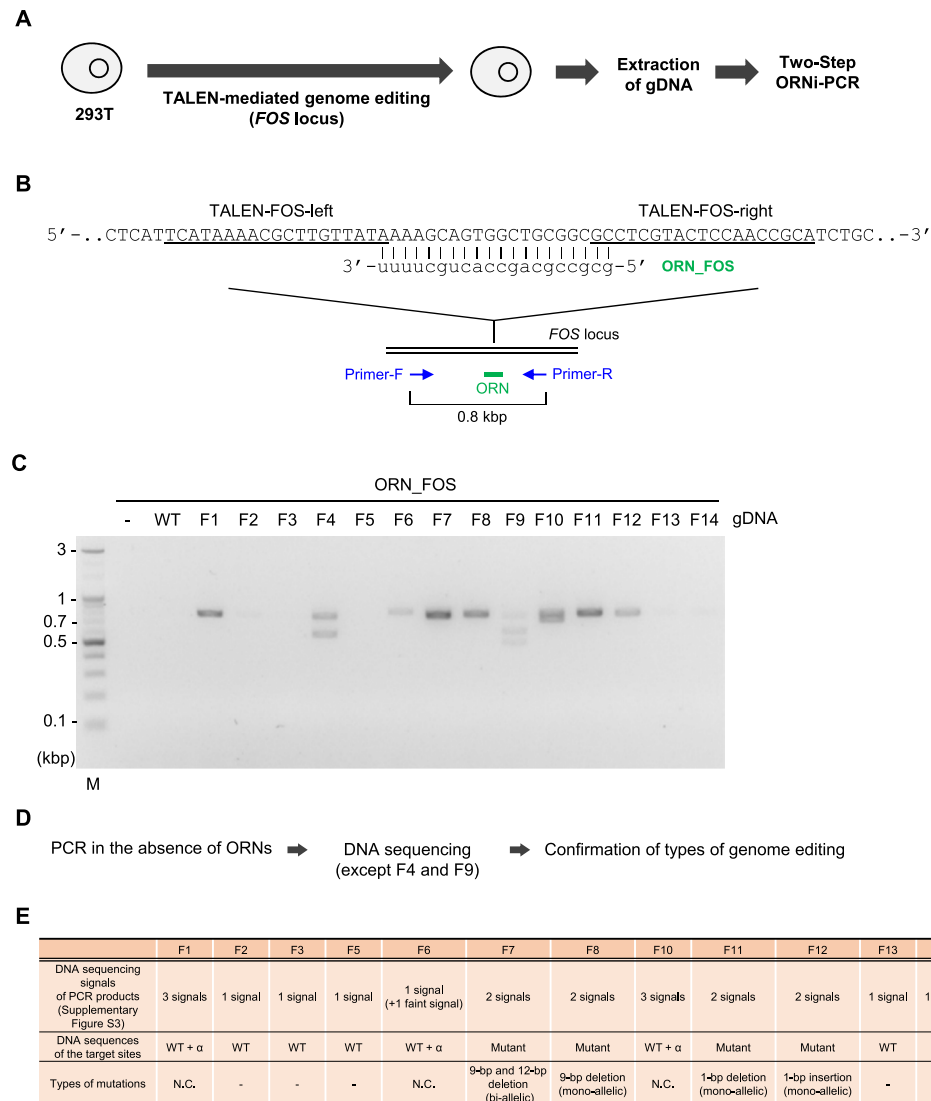 A
293T
TALEN-mediated genome editing
(FOS locus)
Extraction
of gDNA
Two-Step
ORNi-PCR
B
TALEN-FOS-left
TALEN-FOS-right
5′-..CTCATTCATAAAACGCTTGTTATAAAAGCAGTGGCTGCGGCGCCTCGTACTCCAACCGCATCTGC..-3′
3′-uuuucgucaccgacgccgcg-5′ ORN_FOS
FOS locus
Primer-F
ORN
Primer-R
0.8 kbp
C
ORN_FOS
- WT F1 F2 F3 F4 F5 F6 F7 F8 F9 F10 F11 F12 F13 F14 gDNA
3
1
0.7
0.5
0.1
(kbp)
M
D
PCR in the absence of ORNs
DNA sequencing
(except F4 and F9)
Confirmation of types of genome editing
E
F1 F2 F3 F5 F6 F7 F8 F10 F11 F12 F13
DNA sequencing
signals
of PCR products
(Supplementary
Figure S3)
3 signals 1 signal 1 signal 1 signal 1 signal
(+1 faint signal)
2 signals 2 signals 3 signals 2 signals 2 signals 1 signal 1
DNA sequences
of the target sites
WT + α WT WT WT WT + α Mutant Mutant WT + α Mutant Mutant WT
Types of mutations
N.C. - - - N.C.
9-bp and 12-bp
deletion
(bi-allelic)
9-bp deletion
(mono-allelic)
N.C.
1-bp deletion
(mono-allelic)
1-bp insertion
(mono-allelic)
-